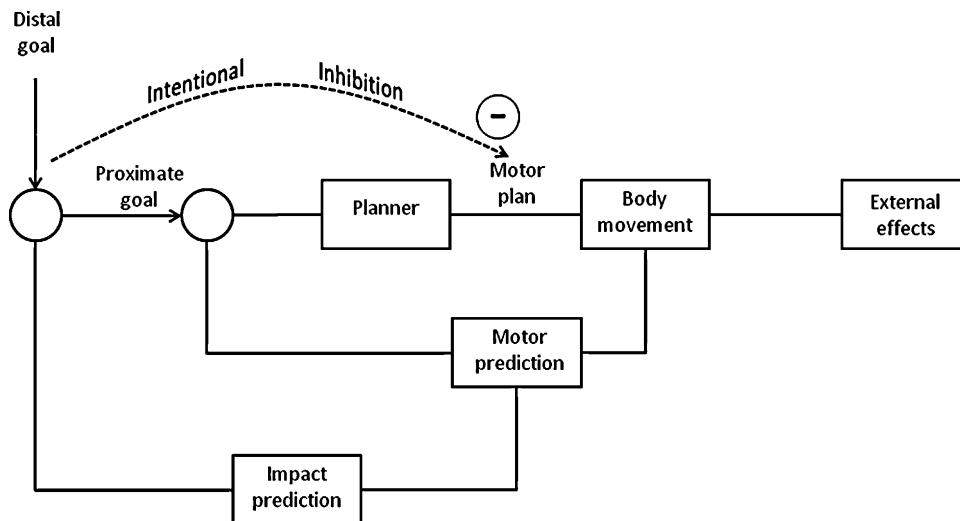 Distal
goal
Intentional Inhibition
−
Proximate
goal
Planner
Motor
plan
Body
movement
External
effects
Motor
prediction
Impact
prediction